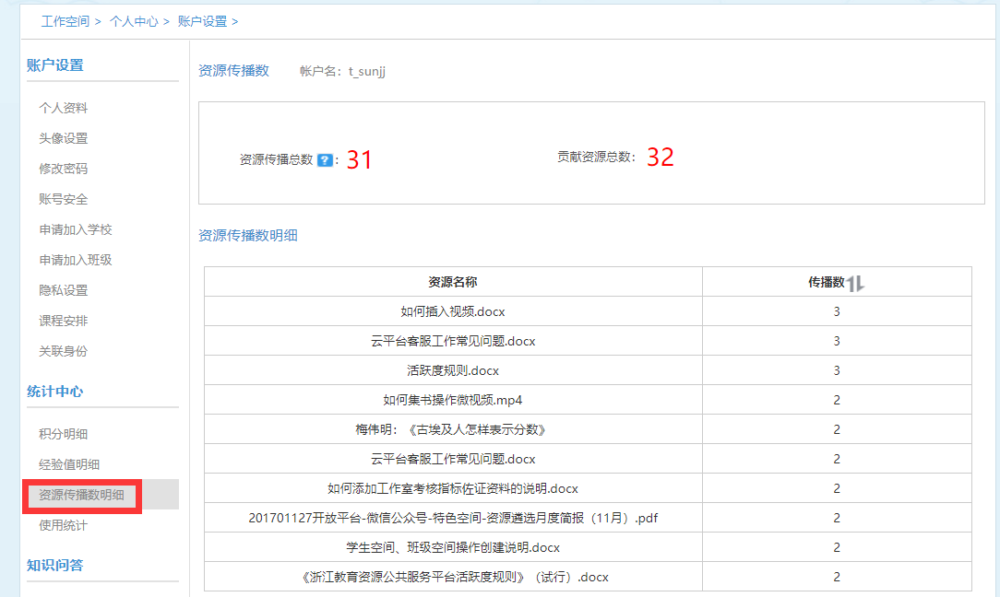 工作空间 > 个人中心 > 账户设置 >
账户设置
个人资料
头像设置
修改密码
账号安全
申请加入学校
申请加入班级
隐私设置
课程安排
关联身份
统计中心
积分明细
经验值明细
资源传播数明细
使用统计
知识问答
资源传播数 帐户名：t_sunjj
资源传播总数 ?：31 贡献资源总数：32
资源传播数明细
资源名称 传播数
如何插入视频.docx 3
云平台客服工作常见问题.docx 3
活跃度规则.docx 3
如何集书操作微视频.mp4 2
梅伟明：《古埃及人怎样表示分数》 2
云平台客服工作常见问题.docx 2
如何添加工作室考核指标佐证资料的说明.docx 2
201701127开放平台-微信公众号-特色空间-资源遴选月度简报（11月）.pdf 2
学生空间、班级空间操作创建说明.docx 2
《浙江教育资源公共服务平台活跃度规则》（试行）.docx 2